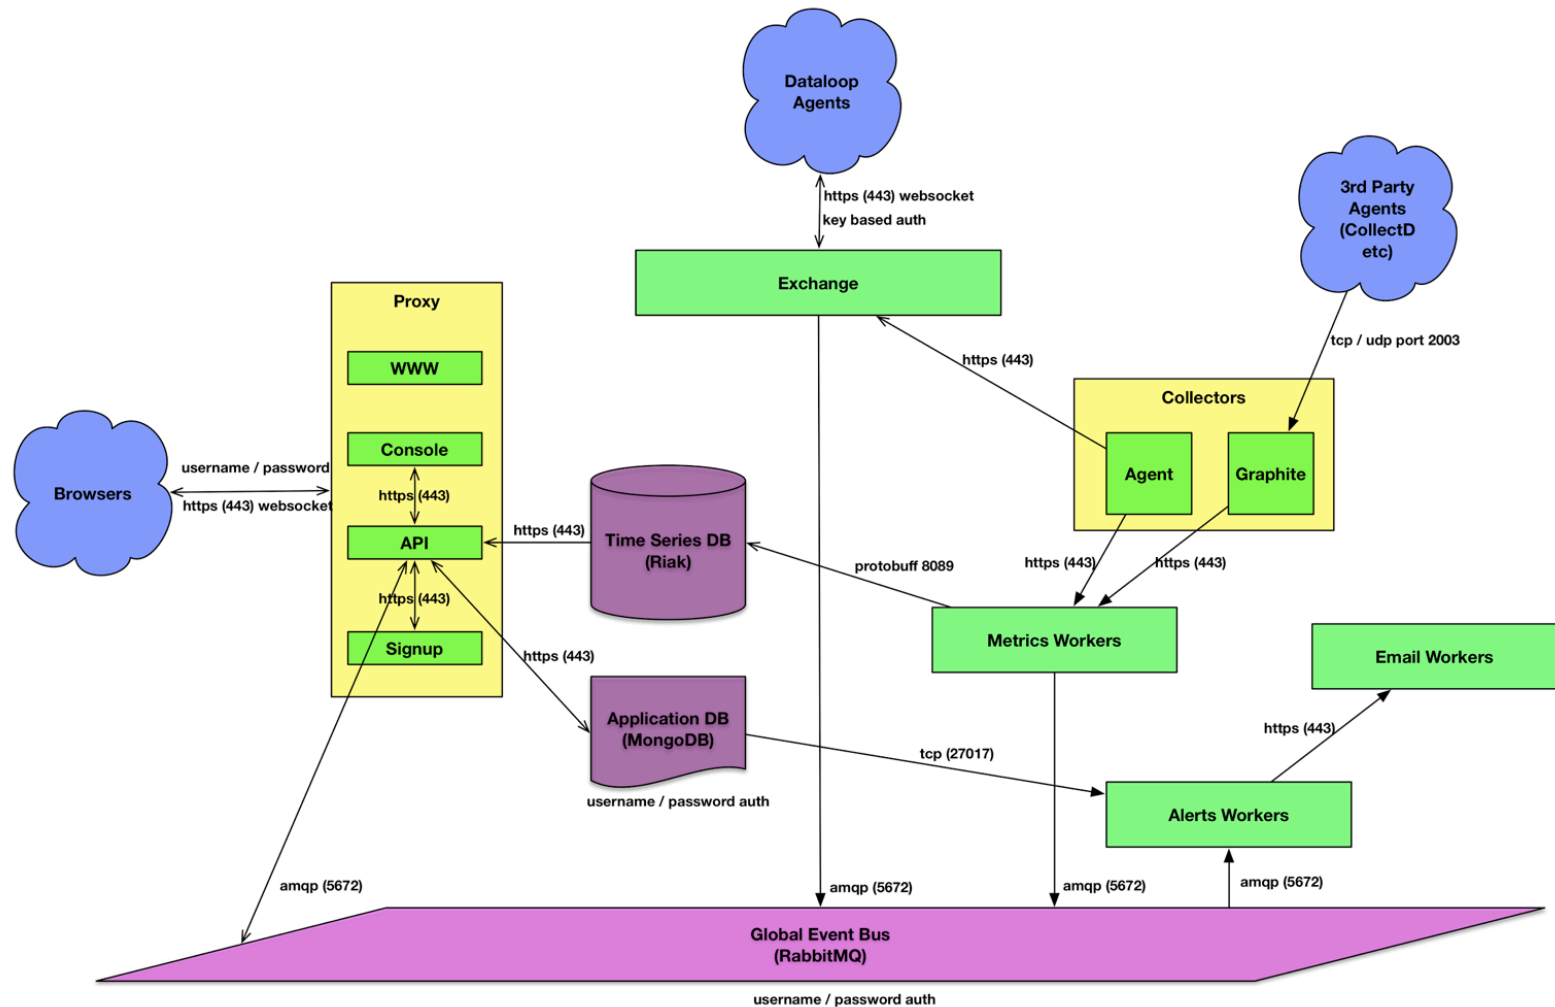 Dataloop
Agents
3rd Party
Agents
(CollectD
etc)
https (443) websocket
key based auth
Exchange
Proxy
WWW
tcp / udp port 2003
https (443)
Collectors
Console
username / password
Agent
Graphite
Browsers
https (443)
https (443) websocket
https (443)
API
Time Series DB
(Riak)
protobuff 8089
https (443)
https (443)
https (443)
Signup
Metrics Workers
Email Workers
https (443)
Application DB
(MongoDB)
https (443)
tcp (27017)
username / password auth
Alerts Workers
amqp (5672)
amqp (5672)
amqp (5672)
amqp (5672)
Global Event Bus
(RabbitMQ)
username / password auth